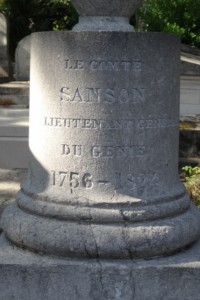 LE COMTE
SANSON
LIEUTENANT
DU GENIE
1756 –